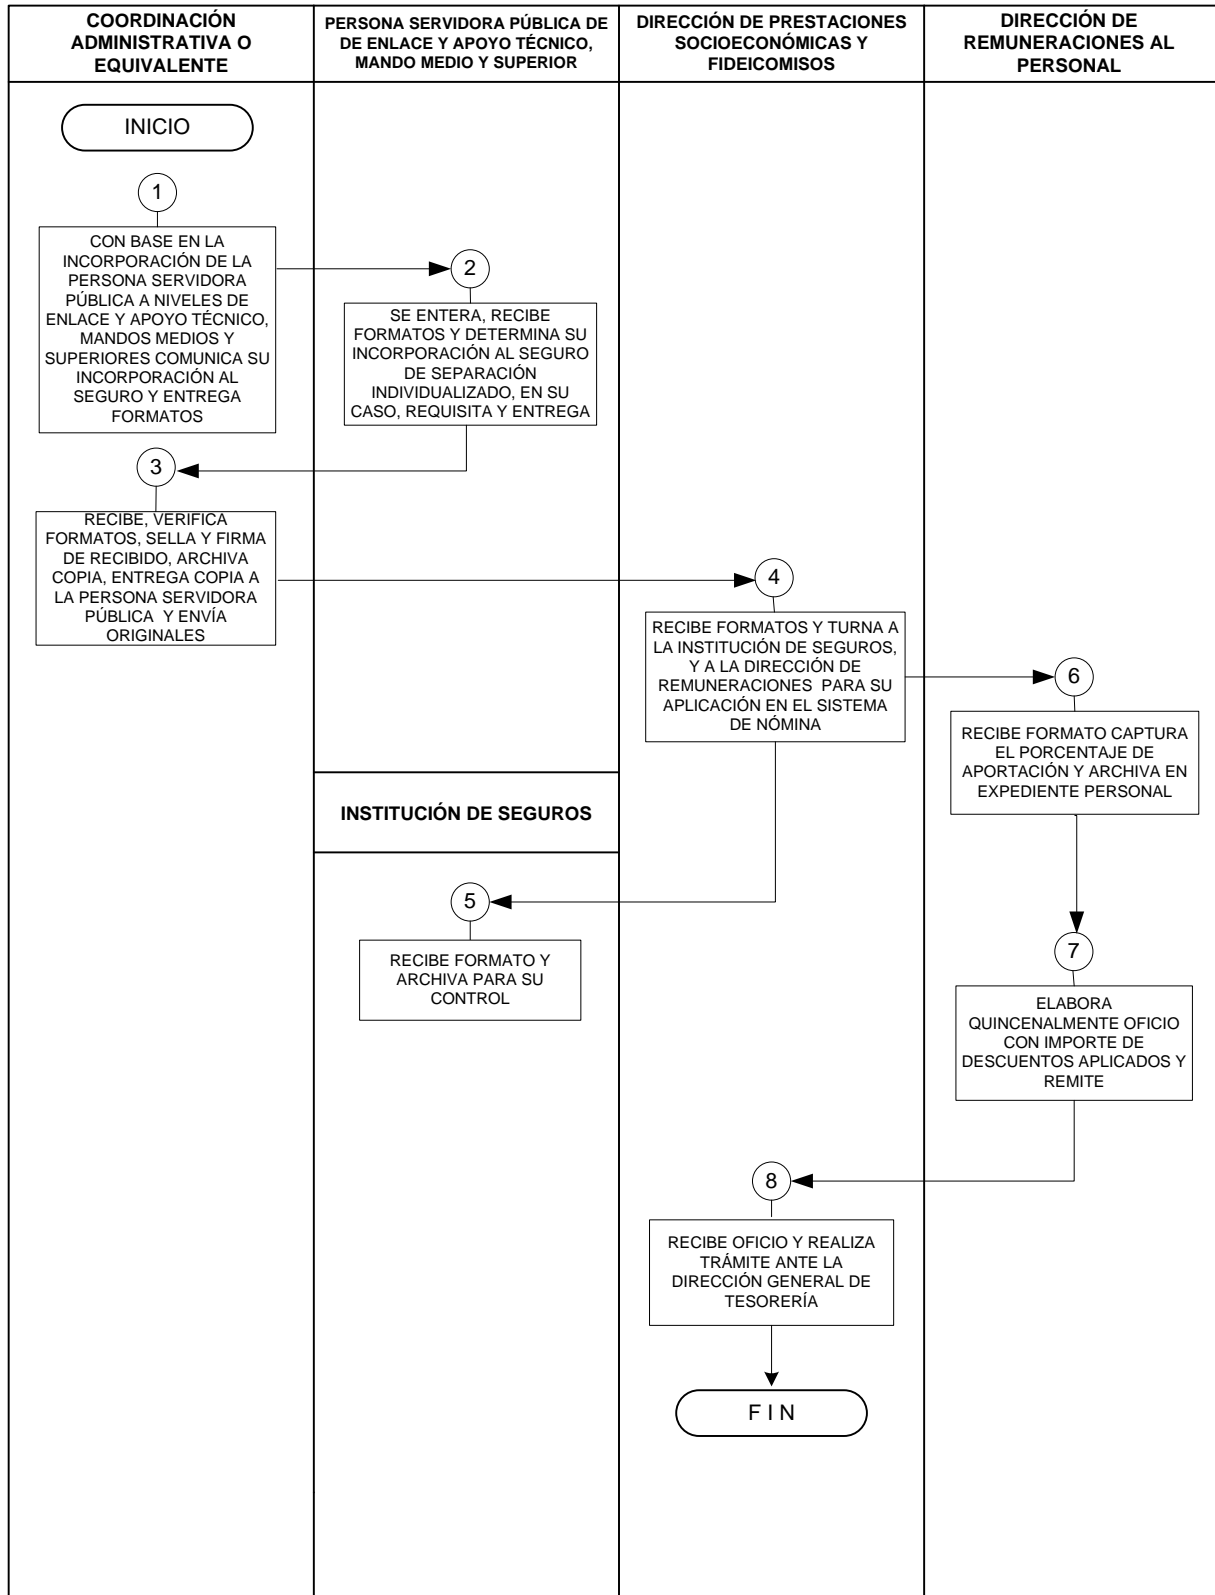 COORDINACIÓN
ADMINISTRATIVA O
EQUIVALENTE
PERSONA SERVIDORA PÚBLICA DE
DE ENLACE Y APOYO TÉCNICO,
MANDO MEDIO Y SUPERIOR
DIRECCIÓN DE PRESTACIONES
SOCIOECONÓMICAS Y
FIDEICOMISOS
DIRECCIÓN DE
REMUNERACIONES AL
PERSONAL
INICIO
1
CON BASE EN LA
INCORPORACIÓN DE LA
PERSONA SERVIDORA
PÚBLICA A NIVELES DE
ENLACE Y APOYO TÉCNICO,
MANDOS MEDIOS Y
SUPERIORES COMUNICA SU
INCORPORACIÓN AL
SEGURO Y ENTREGA
FORMATOS
2
SE ENTERA, RECIBE
FORMATOS Y DETERMINA SU
INCORPORACIÓN AL SEGURO
DE SEPARACIÓN
INDIVIDUALIZADO, EN SU
CASO, REQUISITA Y ENTREGA
3
RECIBE, VERIFICA
FORMATOS, SELLA Y FIRMA
DE RECIBIDO, ARCHIVA
COPIA, ENTREGA COPIA A
LA PERSONA SERVIDORA
PÚBLICA Y ENVÍA
ORIGINALES
4
RECIBE FORMATOS Y TURNA A
LA INSTITUCIÓN DE SEGUROS,
Y A LA DIRECCIÓN DE
REMUNERACIONES PARA SU
APLICACIÓN EN EL SISTEMA
DE NÓMINA
INSTITUCIÓN DE SEGUROS
5
RECIBE FORMATO Y
ARCHIVA PARA SU
CONTROL
6
RECIBE FORMATO CAPTURA
EL PORCENTAJE DE
APORTACIÓN Y ARCHIVA EN
EXPEDIENTE PERSONAL
7
ELABORA
QUINCENALMENTE OFICIO
CON IMPORTE DE
DESCUENTOS APLICADOS Y
REMITE
8
RECIBE OFICIO Y REALIZA
TRÁMITE ANTE LA
DIRECCIÓN GENERAL DE
TESORERÍA
F I N